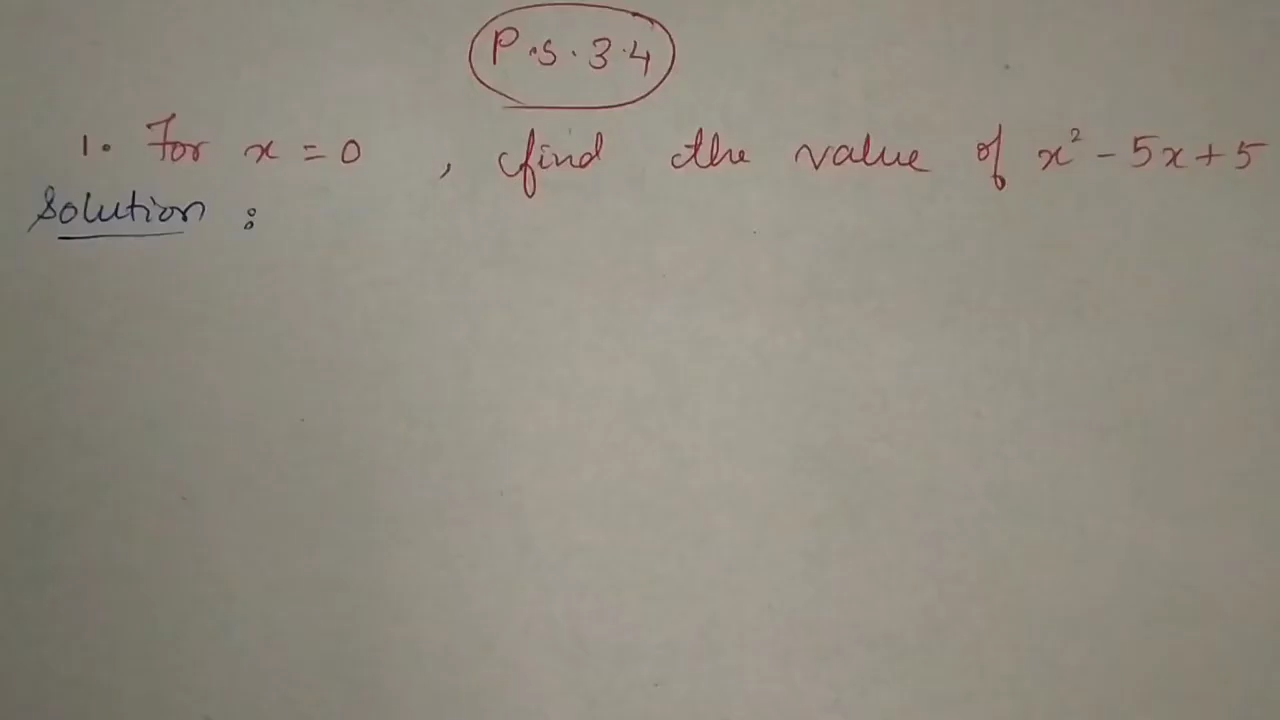 P.S.3.4
1. For x = 0, find the value of x² - 5x + 5
Solution :